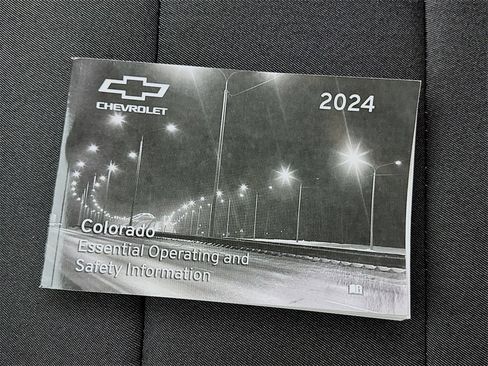 CHEVROLET
2024
Colorado
Essential Operating and
Safety Information